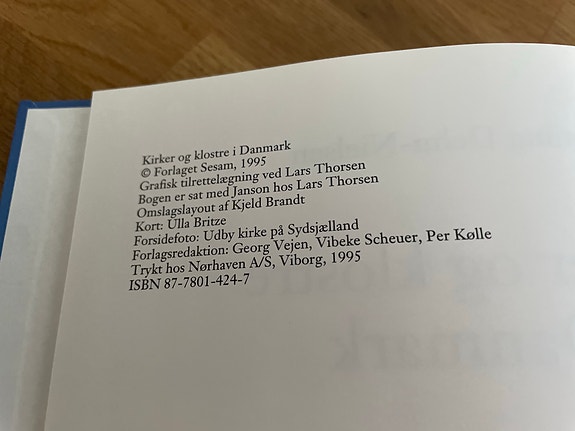 Kirker og klostre i Danmark
© Forlaget Sesam, 1995
Grafisk tilrettelægning ved Lars Thorsen
Bogen er sat med Janson hos Lars Thorsen
Omslagslayout af Kjeld Brandt
Kort: Ulla Britze
Forsidefoto: Udby kirke på Sydsjælland
Forlagsredaktion: Georg Vejen, Vibeke Scheuer, Per Kølle
Trykt hos Nørhaven A/S, Viborg, 1995
ISBN 87-7801-424-7